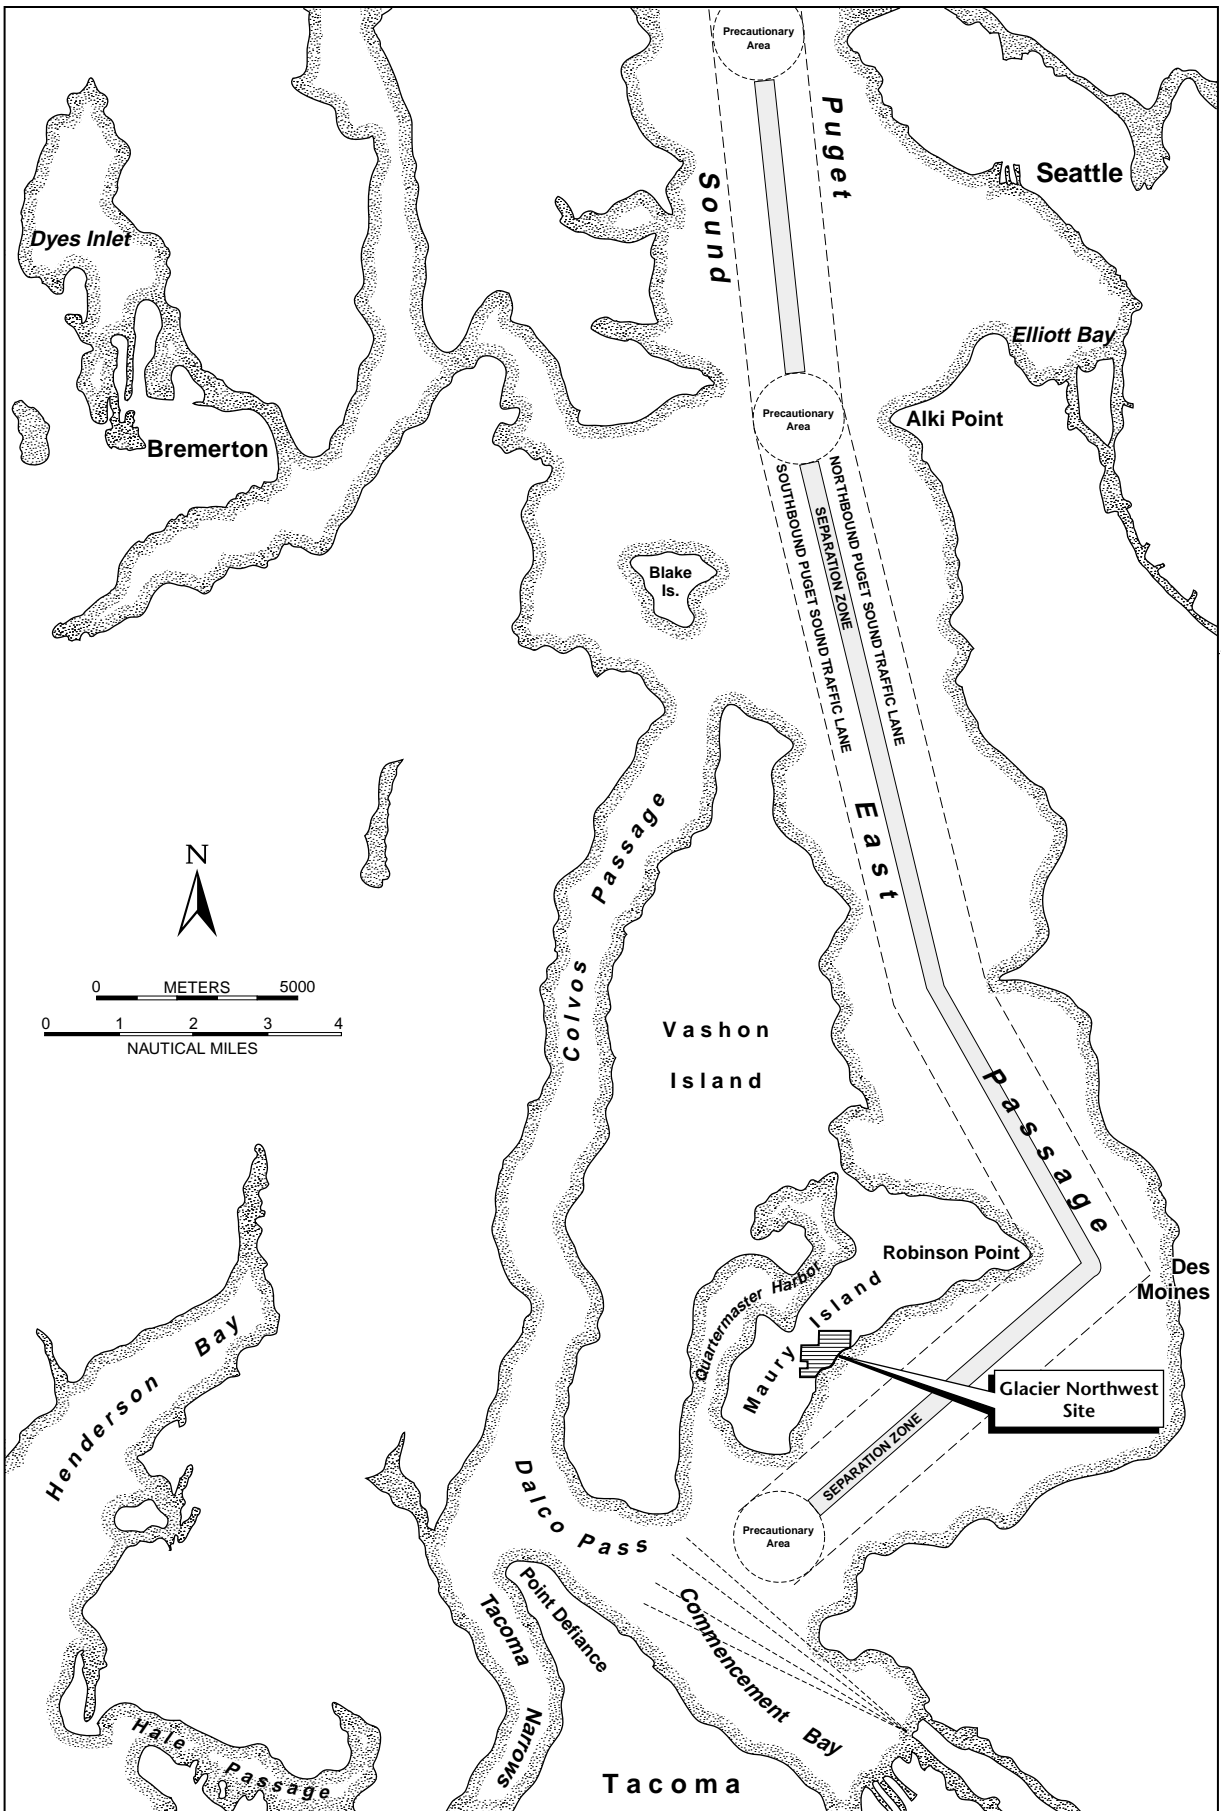 Precautionary
Area
Puget
Sound
Seattle
Dyes Inlet
Elliott Bay
Precautionary
Area
Alki Point
Bremerton
NORTHBOUND PUGET SOUND TRAFFIC LANE
SEPARATION ZONE
SOUTHBOUND PUGET SOUND TRAFFIC LANE
Blake
Is.
East
Passage
Colvos Passage
N
0 METERS 5000
0 1 2 3 4
NAUTICAL MILES
Vashon
Island
Robinson Point
Des
Moines
Quartermaster Harbor
Maury Island
Henderson Bay
Glacier Northwest
Site
SEPARATION ZONE
Dalco Pass
Precautionary
Area
Point Defiance
Tacoma Narrows
Commencement Bay
Hale Passage
Tacoma